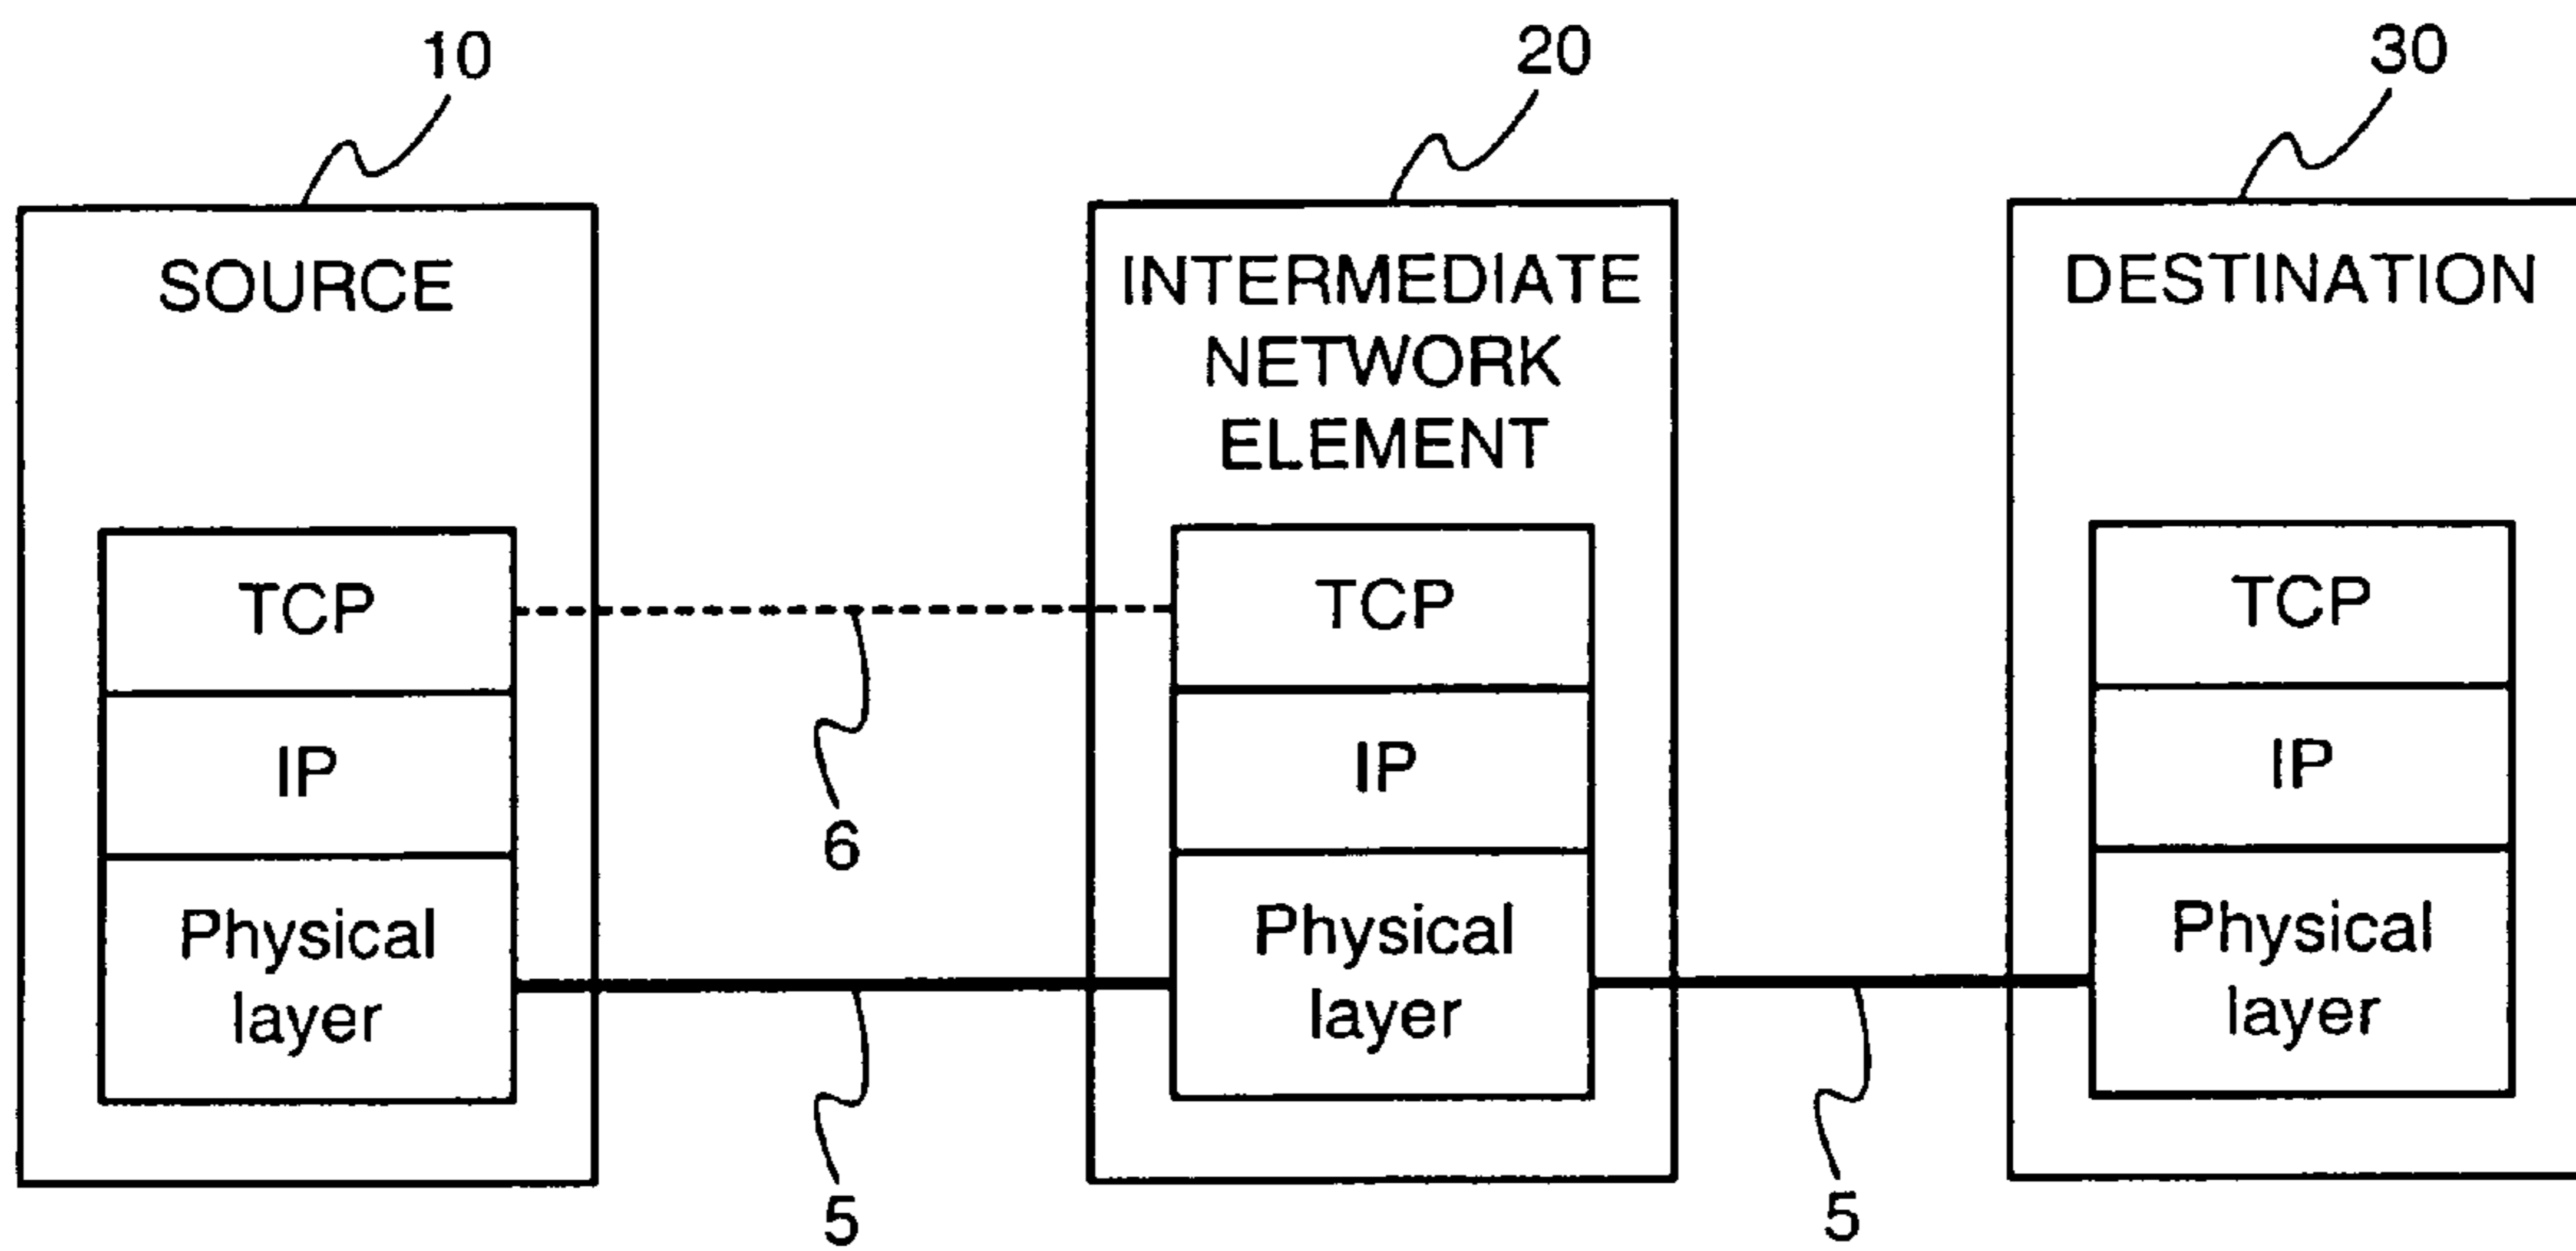 10
20
30
SOURCE
INTERMEDIATE
NETWORK
ELEMENT
DESTINATION
TCP
IP
Physical
layer
TCP
IP
Physical
layer
TCP
IP
Physical
layer
6
5
5